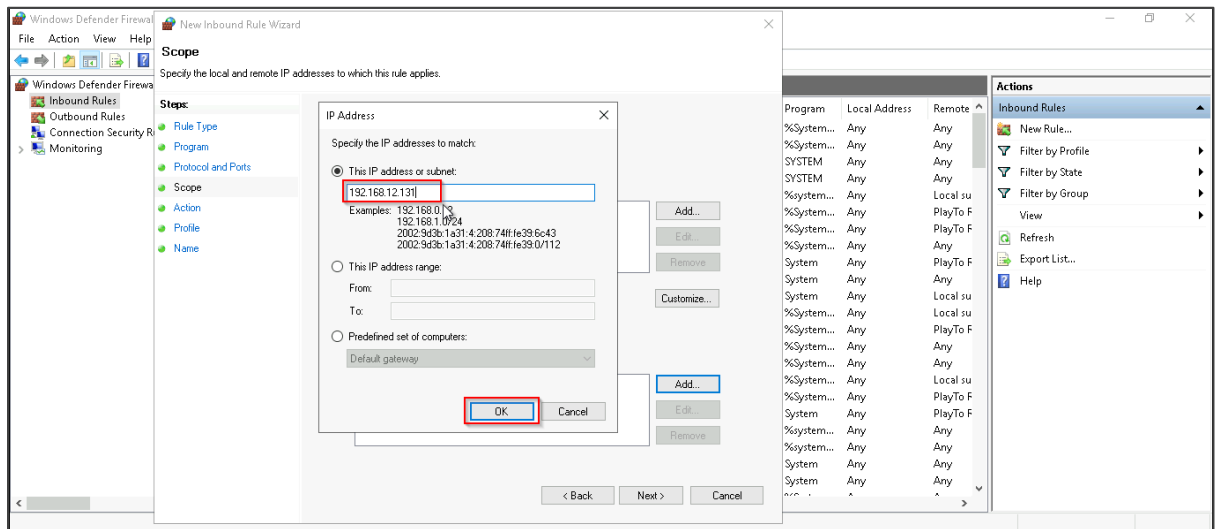 Windows Defender Firewal
File Action View Help
Windows Defender Firewa
Inbound Rules
Outbound Rules
Connection Security R
Monitoring
New Inbound Rule Wizard
Scope
Specify the local and remote IP addresses to which this rule applies.
Steps:
Rule Type
Program
Protocol and Ports
Scope
Action
Profile
Name
IP Address
Specify the IP addresses to match:
This IP address or subnet:
192.168.12.131
Examples: 192.168.0.
192.168.1.0/24
2002:9d3b:1a31:4:208:74ff:fe39:6c43
2002:9d3b:1a31:4:208:74ff:fe39:0/112
This IP address range:
From:
To:
Predefined set of computers:
Default gateway
OK Cancel
Add...
Edit...
Remove
Customize...
Add...
Edit...
Remove
< Back Next > Cancel
Program Local Address Remote
%System... Any Any
%System... Any Any
SYSTEM Any Any
SYSTEM Any Any
%System... Any Local su
%System... Any PlayTo R
%System... Any PlayTo R
%System... Any Any
System Any PlayTo R
System Any Any
System Any Local su
%System... Any Local su
%System... Any PlayTo R
%System... Any Any
%System... Any Any
%System... Any Local su
%System... Any PlayTo R
System Any PlayTo R
%system... Any Any
%system... Any Any
System Any Any
System Any Any
Actions
Inbound Rules
New Rule...
Filter by Profile
Filter by State
Filter by Group
View
Refresh
Export List...
Help